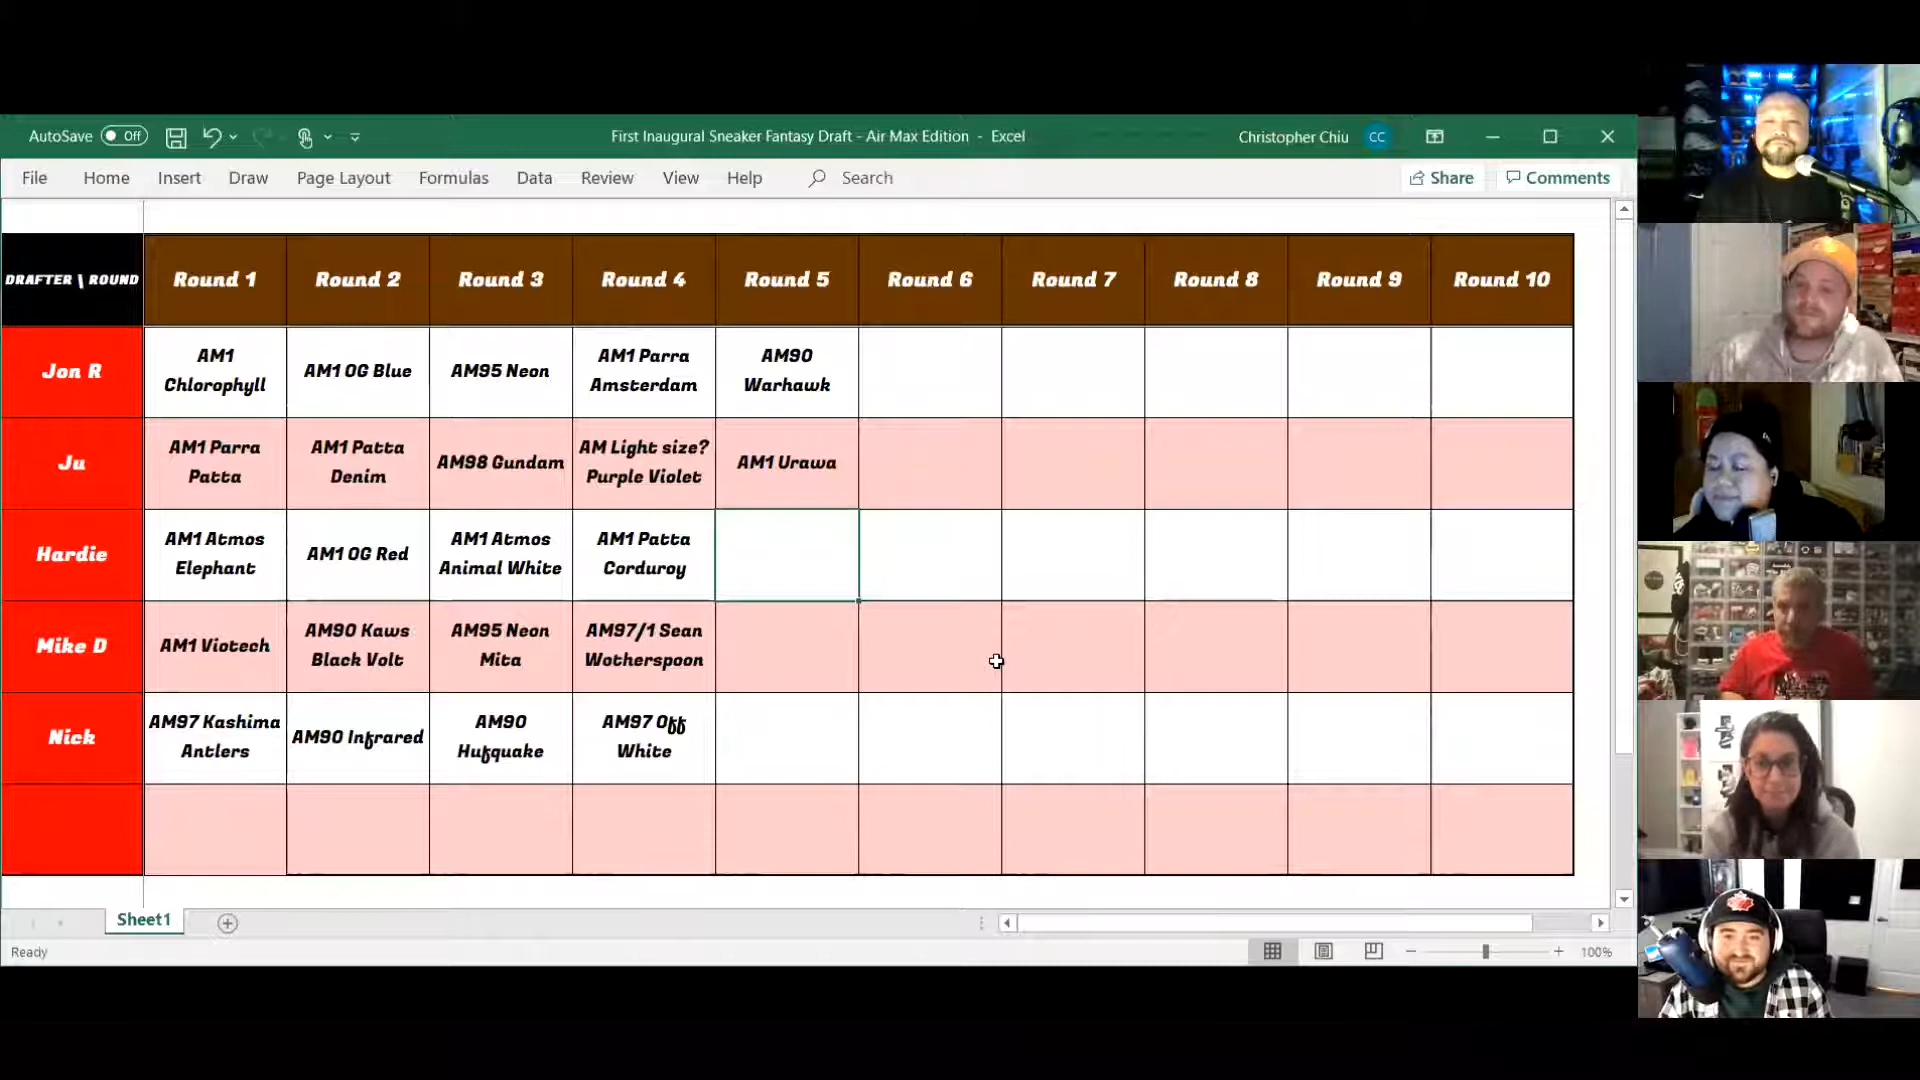 AutoSave Off
First Inaugural Sneaker Fantasy Draft - Air Max Edition - Excel
Christopher Chiu CC
File Home Insert Draw Page Layout Formulas Data Review View Help Search Share Comments
DRAFTER \ ROUND Round 1 Round 2 Round 3 Round 4 Round 5 Round 6 Round 7 Round 8 Round 9 Round 10
Jon R
AM1
Chlorophyll
AM1 OG Blue
AM95 Neon
AM1 Parra
Amsterdam
AM90
Warhawk
Ju
AM1 Parra
Patta
AM1 Patta
Denim
AM98 Gundam
AM Light size?
Purple Violet
AM1 Urawa
Hardie
AM1 Atmos
Elephant
AM1 OG Red
AM1 Atmos
Animal White
AM1 Patta
Corduroy
Mike D
AM1 Viotech
AM90 Kaws
Black Volt
AM95 Neon
Mita
AM97/1 Sean
Wotherspoon
Nick
AM97 Kashima
Antlers
AM90 Infrared
AM90
Hufquake
AM97 Off
White
Sheet1
Ready
100%